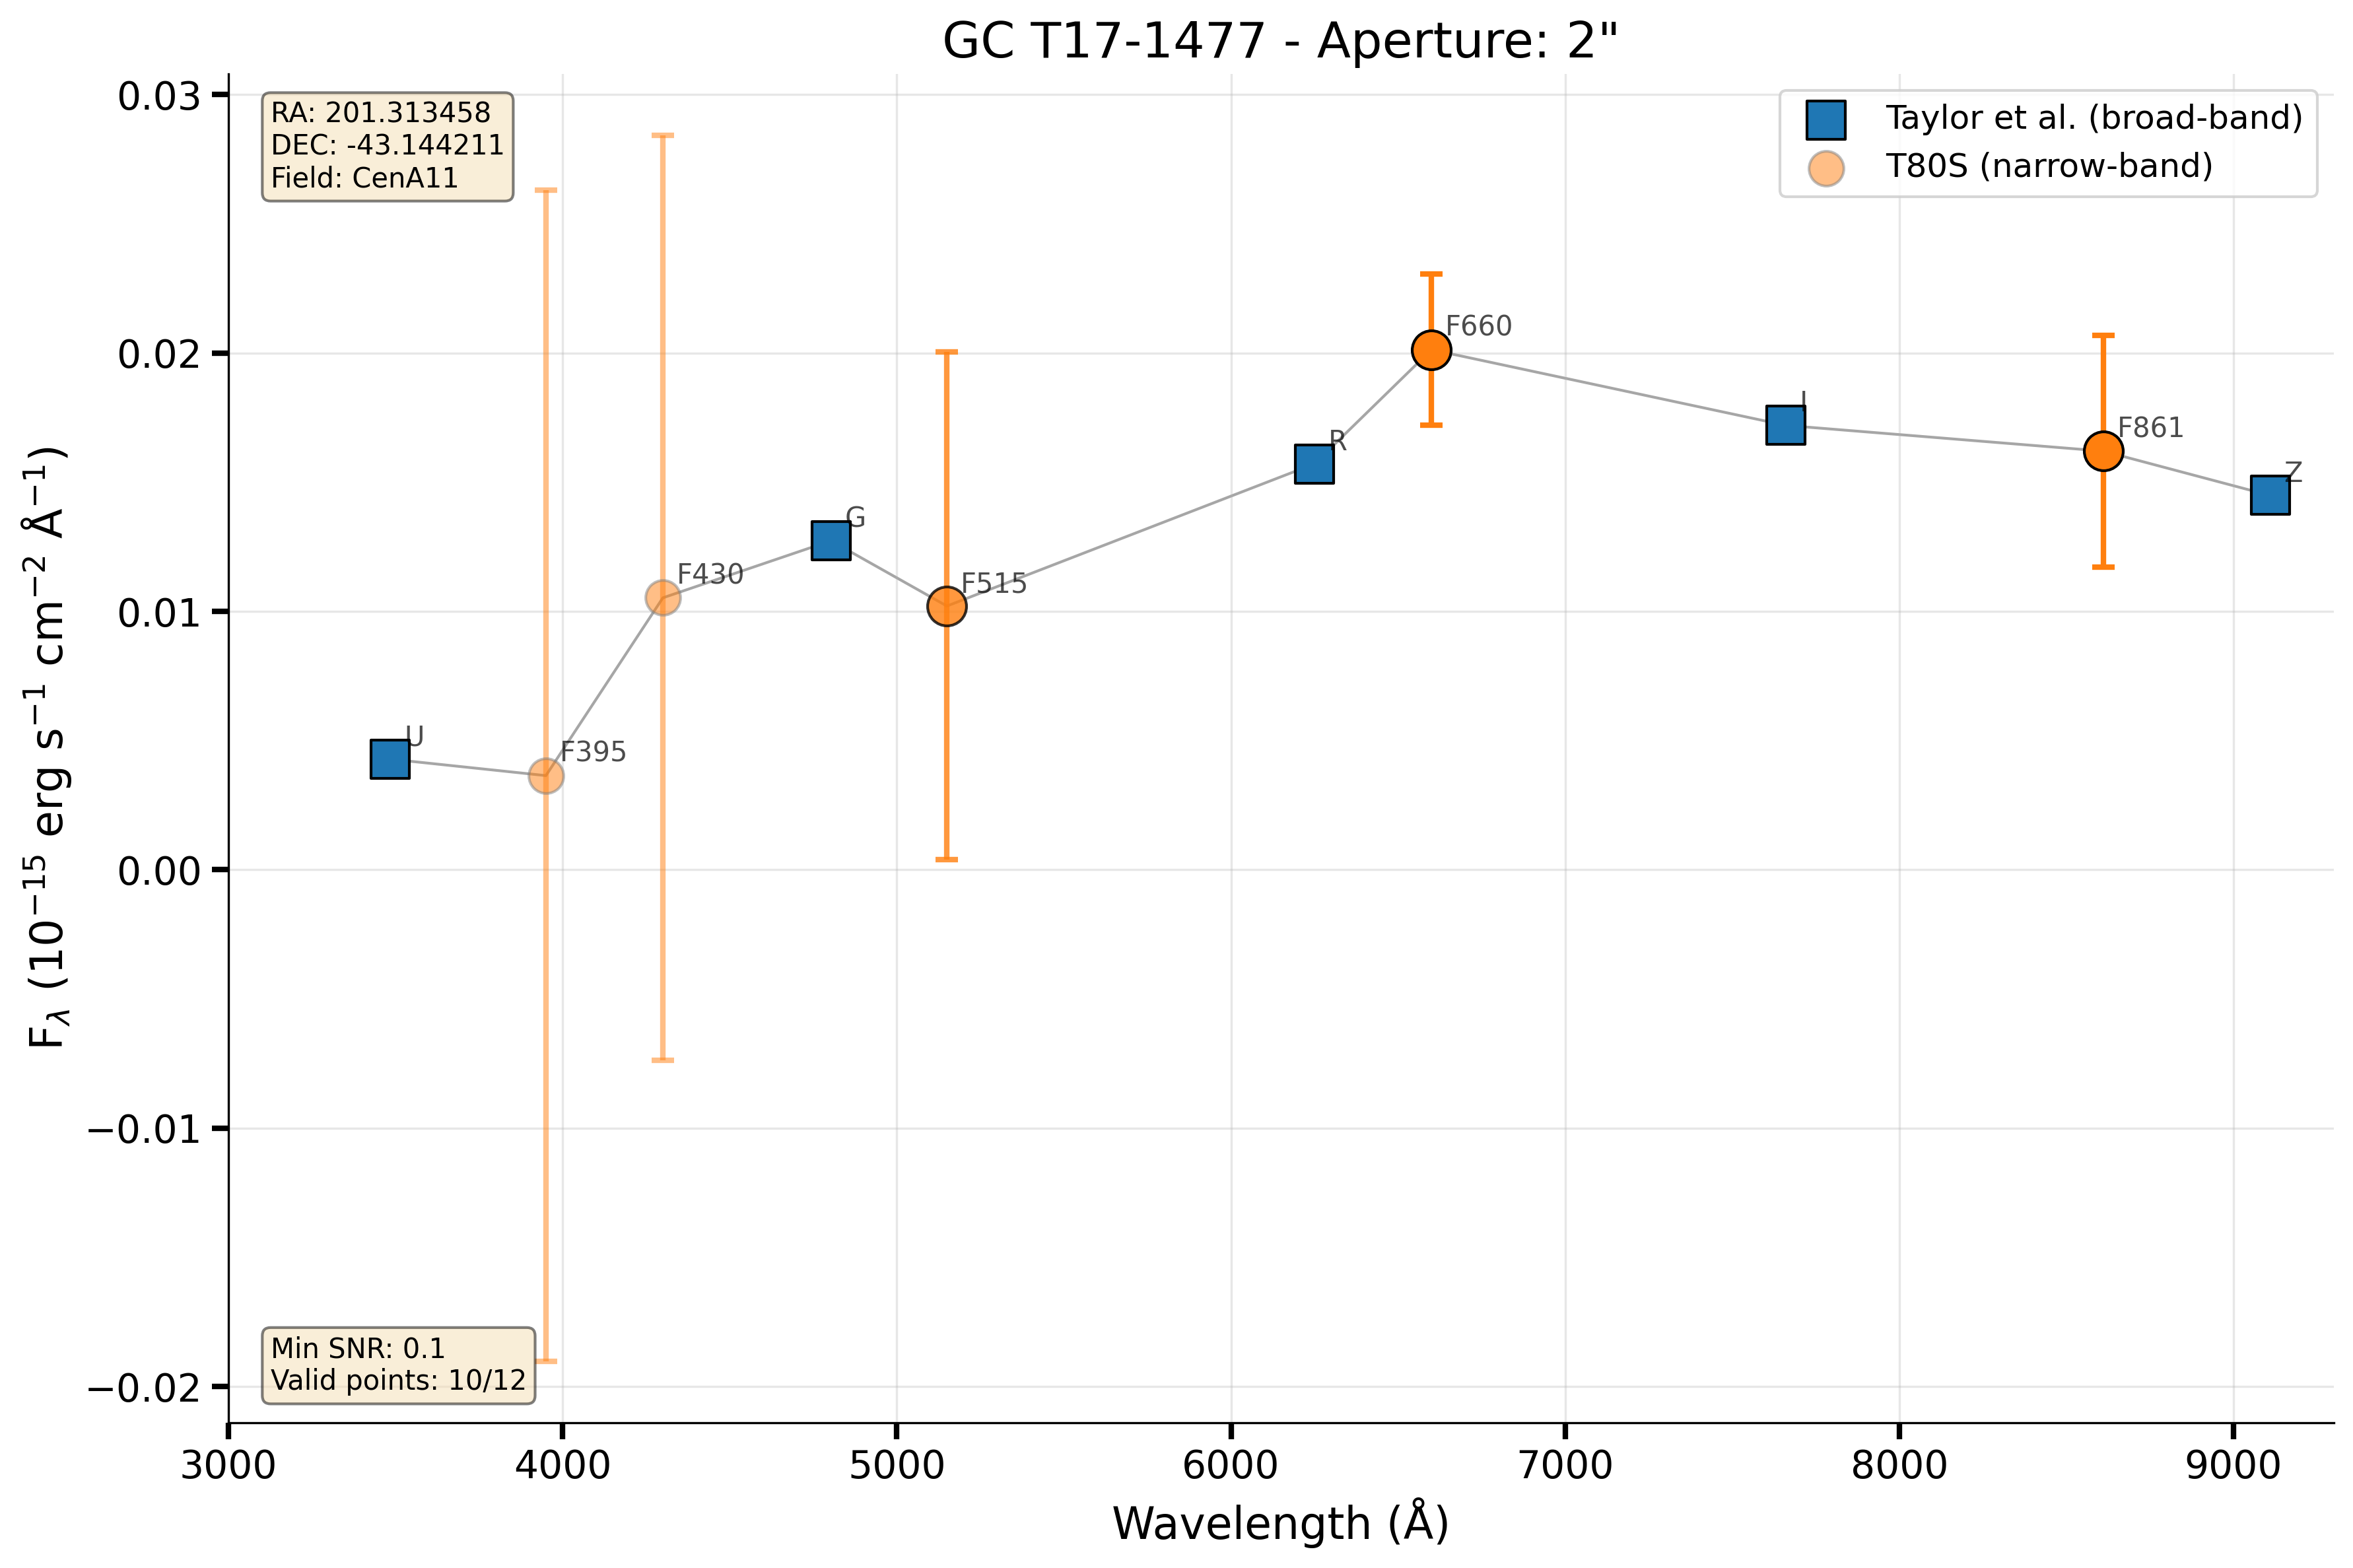 GC T17-1477 - Aperture: 2"
RA: 201.313458
DEC: -43.144211
Field: CenA11
Taylor et al. (broad-band)
T80S (narrow-band)
F_λ (10⁻¹⁵ erg s⁻¹ cm⁻² Å⁻¹)
0.03
0.02
0.01
0.00
−0.01
−0.02
U
F395
F430
G
F515
R
F660
I
F861
Z
Min SNR: 0.1
Valid points: 10/12
3000 4000 5000 6000 7000 8000 9000
Wavelength (Å)